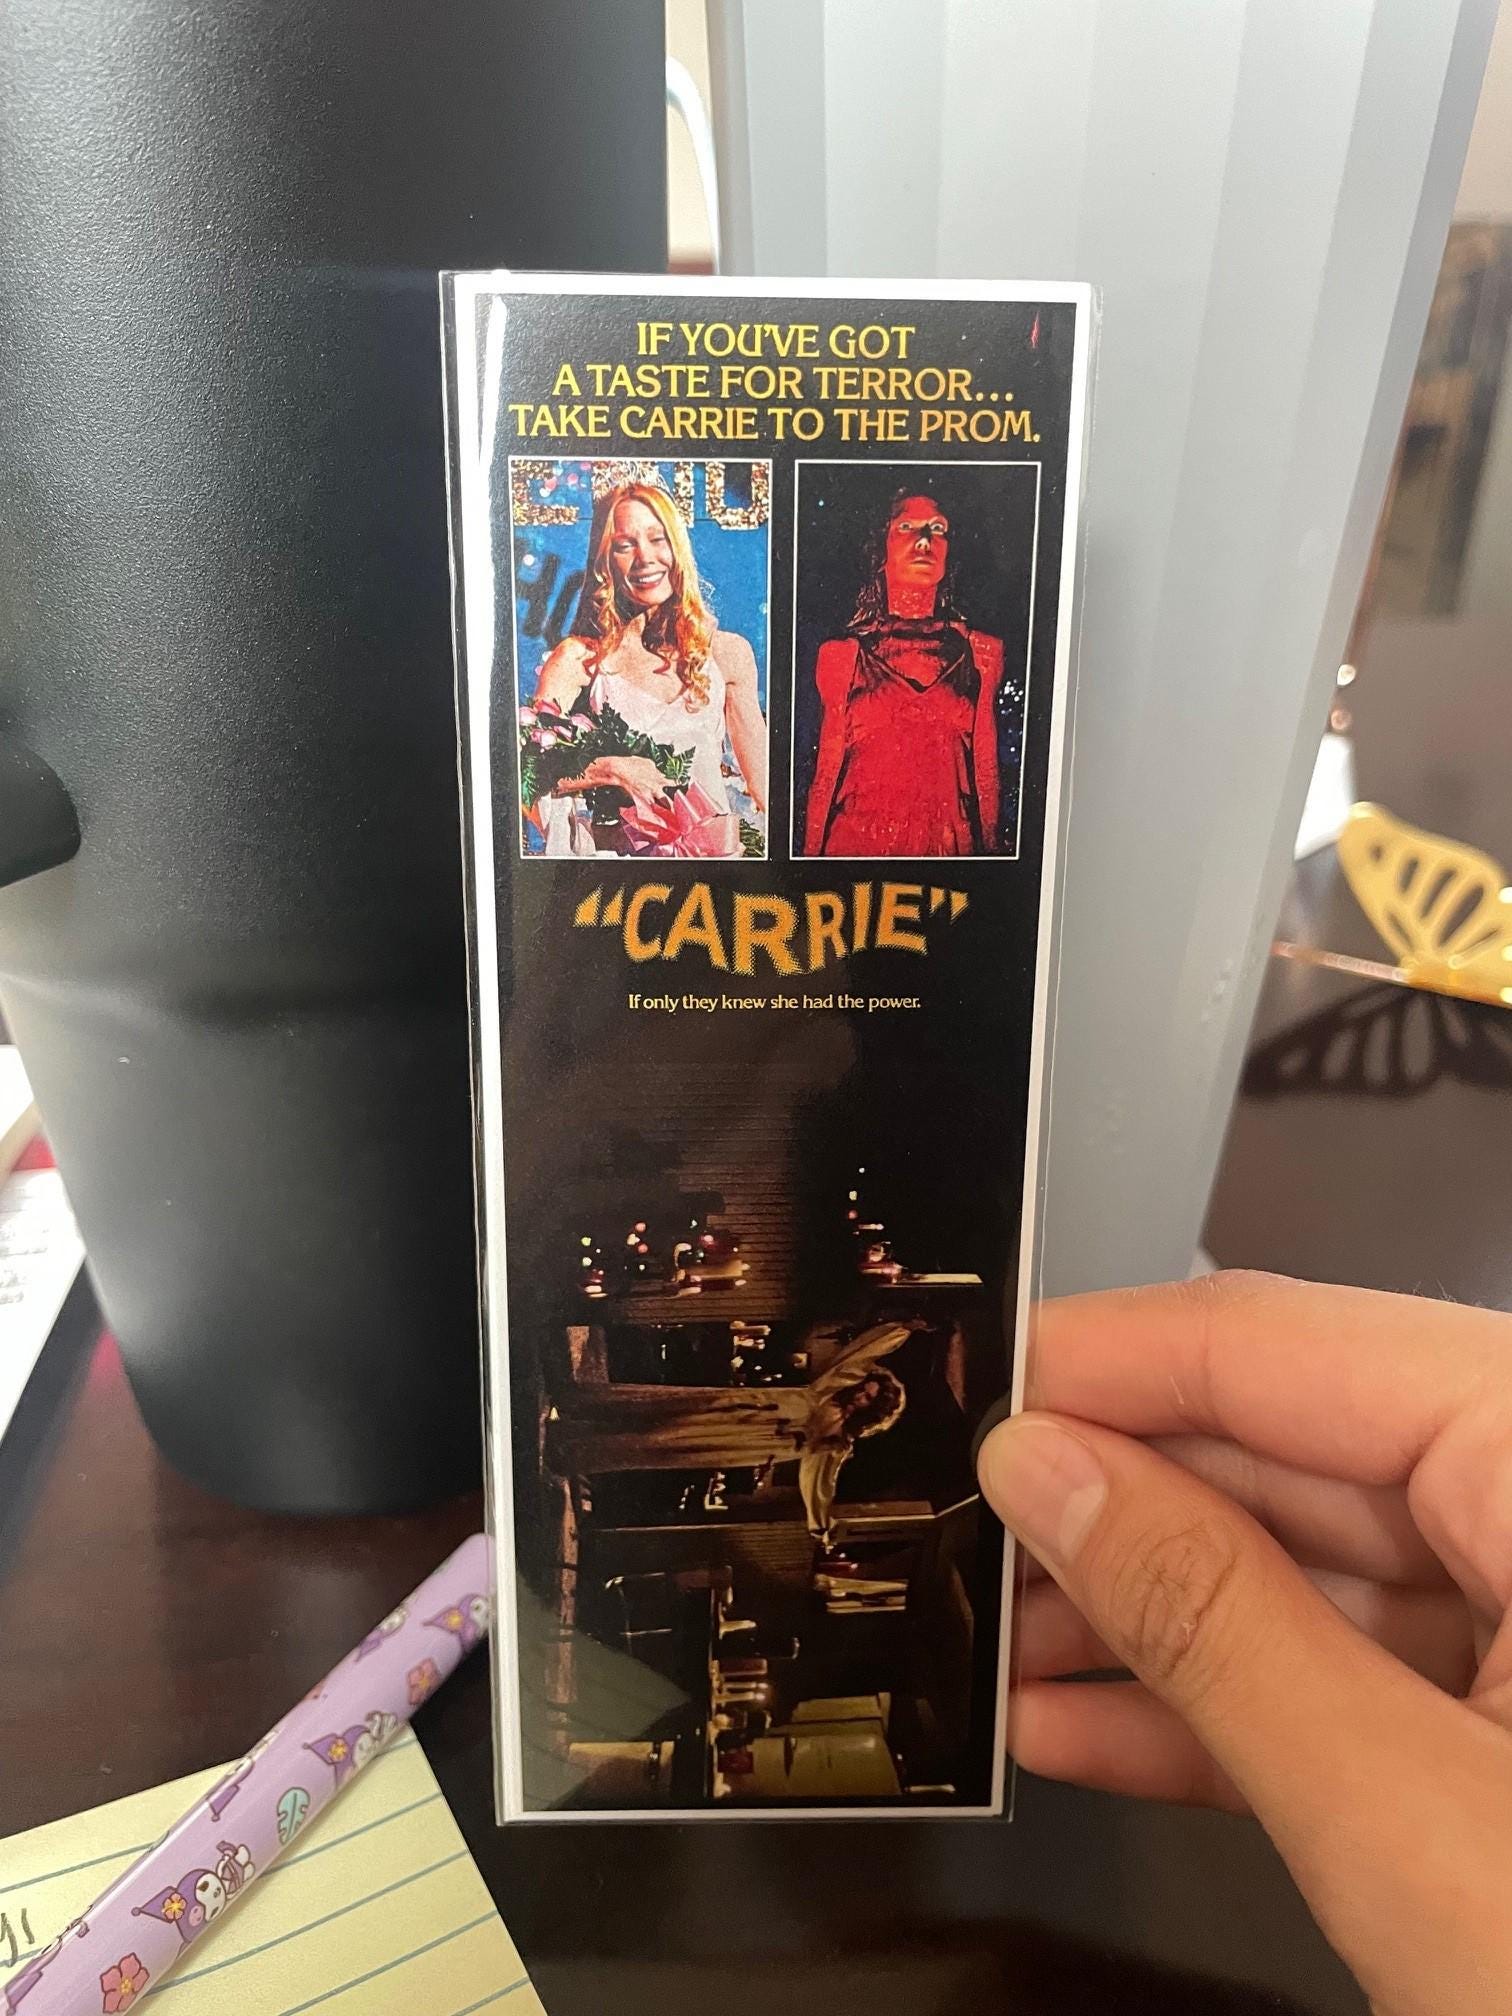 IF YOU'VE GOT
A TASTE FOR TERROR...
TAKE CARRIE TO THE PROM.
"CARRIE"
If only they knew she had the power.